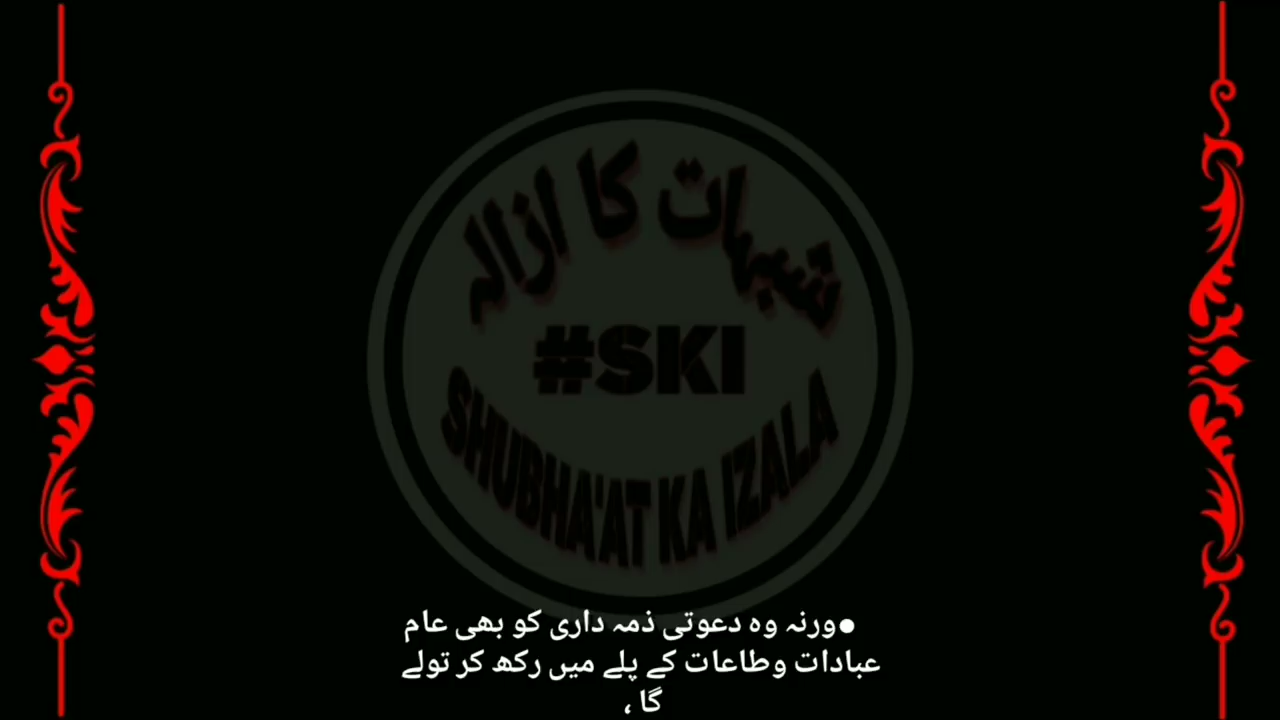 شبہات کا ازالہ
#SKI
SHUBHA'AT KA IZALA
●ورنہ وہ دعوتی ذمہ داری کو بھی عام
عبادات وطاعات کے پلے میں رکھ کر تولے
گا ،